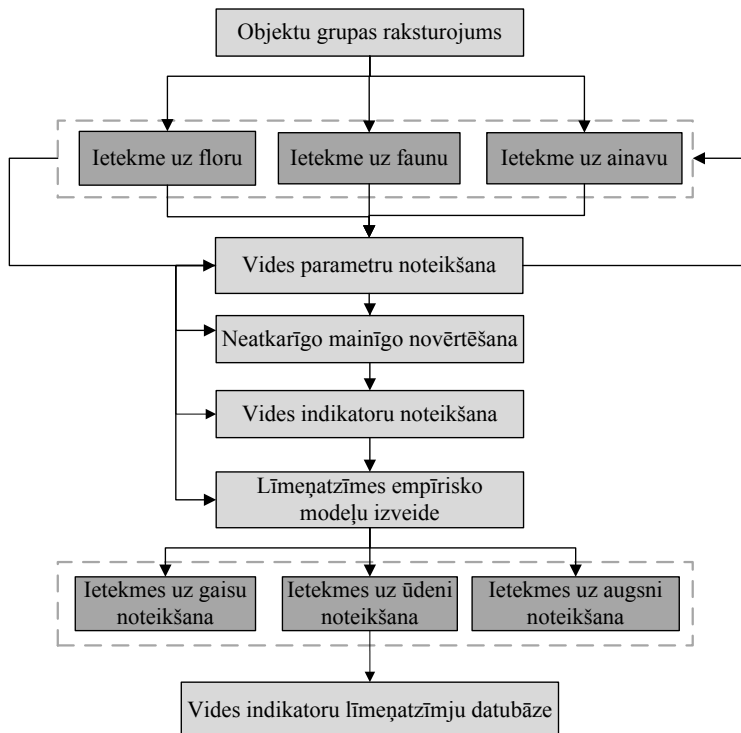 Objektu grupas raksturojums
Ietekme uz floru
Ietekme uz faunu
Ietekme uz ainavu
Vides parametru noteikšana
Neatkarīgo mainīgo novērtēšana
Vides indikatoru noteikšana
Līmeņatzīmes empīrisko
modeļu izveide
Ietekmes uz gaisu
noteikšana
Ietekmes uz ūdeni
noteikšana
Ietekmes uz augsni
noteikšana
Vides indikatoru līmeņatzīmju datubāze